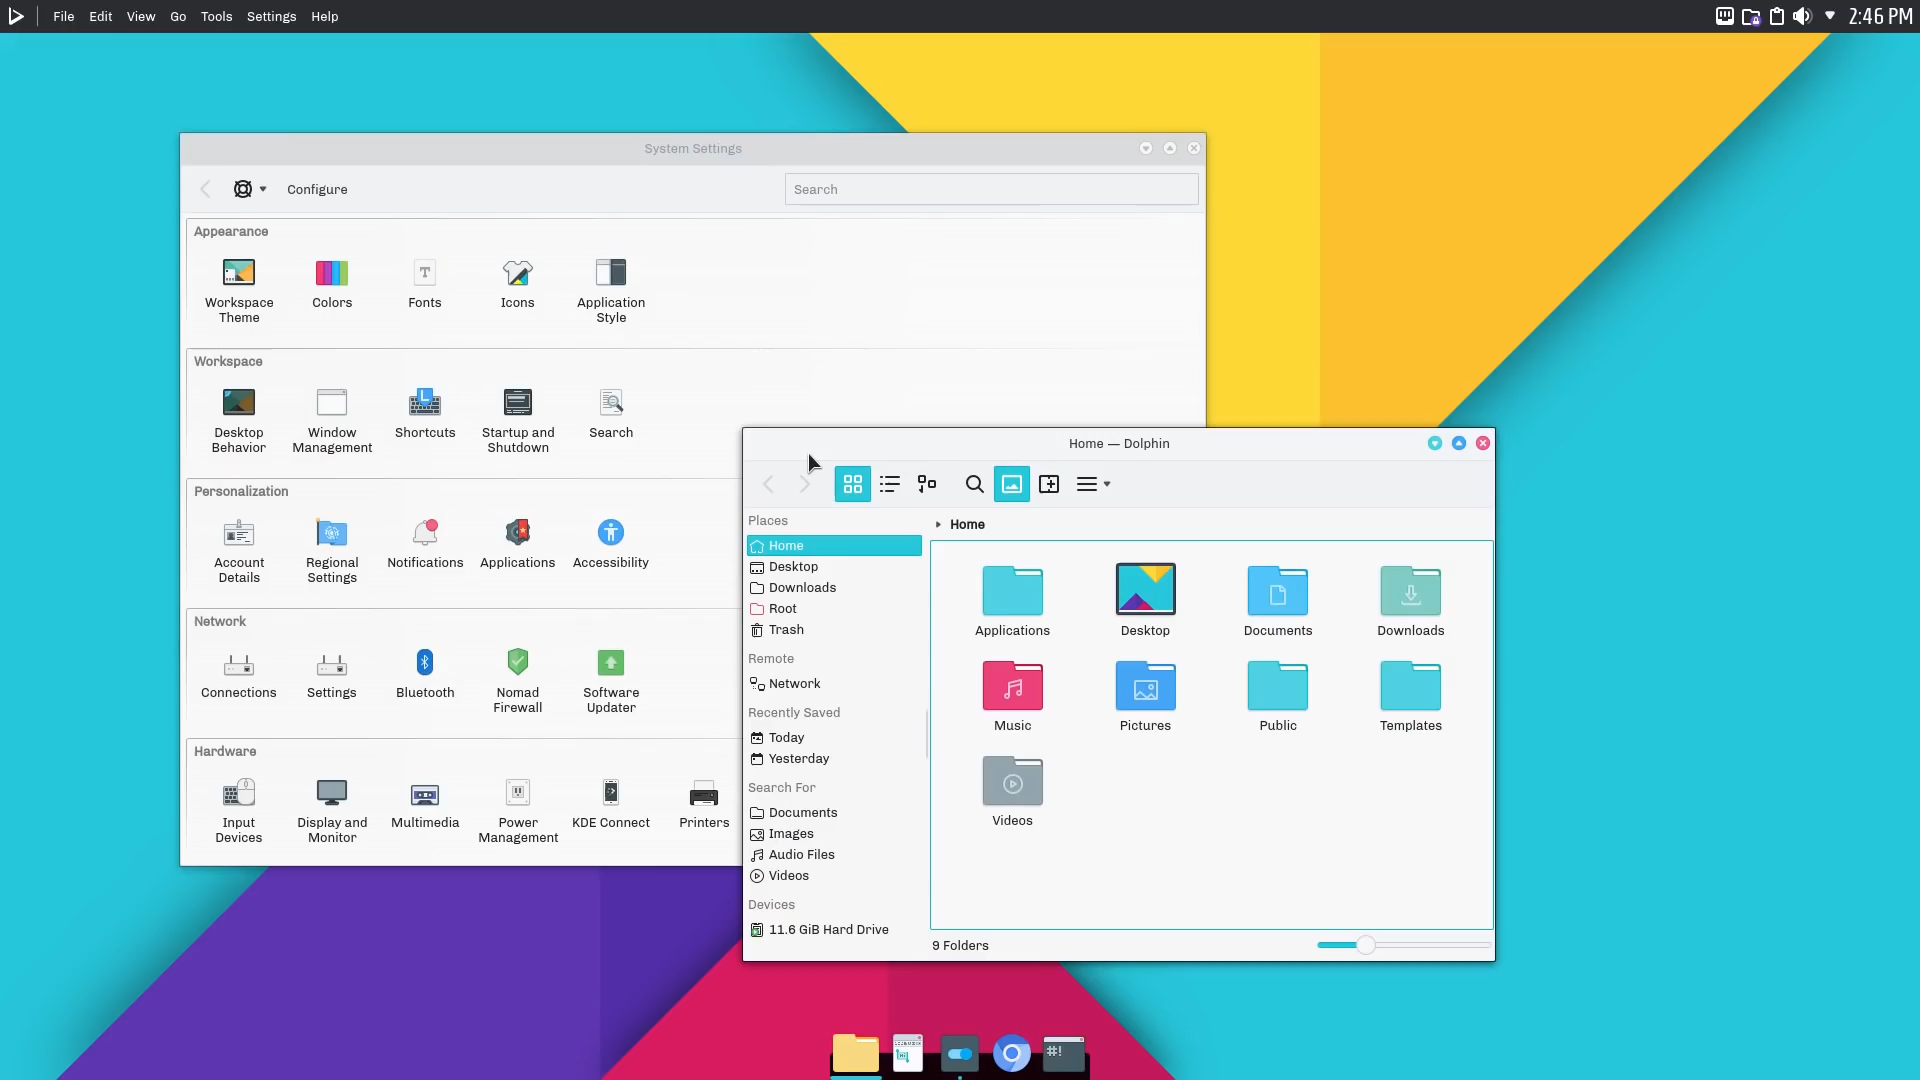 File Edit View Go Tools Settings Help
2:46 PM
System Settings
Configure
Search
Appearance
Workspace
Theme
Colors
Fonts
Icons
Application
Style
Workspace
Desktop
Behavior
Window
Management
Shortcuts
Startup and
Shutdown
Search
Personalization
Account
Details
Regional
Settings
Notifications
Applications
Accessibility
Network
Connections
Settings
Bluetooth
Nomad
Firewall
Software
Updater
Hardware
Input
Devices
Display and
Monitor
Multimedia
Power
Management
KDE Connect
Printers
Home — Dolphin
Places
Home
Desktop
Downloads
Root
Trash
Remote
Network
Recently Saved
Today
Yesterday
Search For
Documents
Images
Audio Files
Videos
Devices
11.6 GiB Hard Drive
Home
Applications
Desktop
Documents
Downloads
Music
Pictures
Public
Templates
Videos
9 Folders
#!